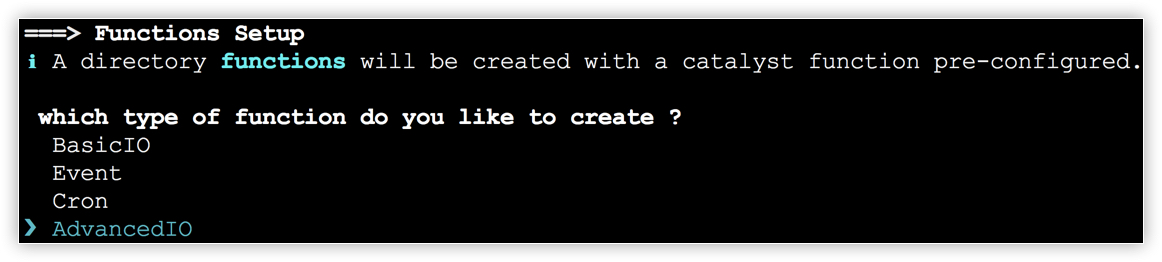 ===> Functions Setup
i A directory functions will be created with a catalyst function pre-configured.
which type of function do you like to create ?
BasicIO
Event
Cron
❯ AdvancedIO